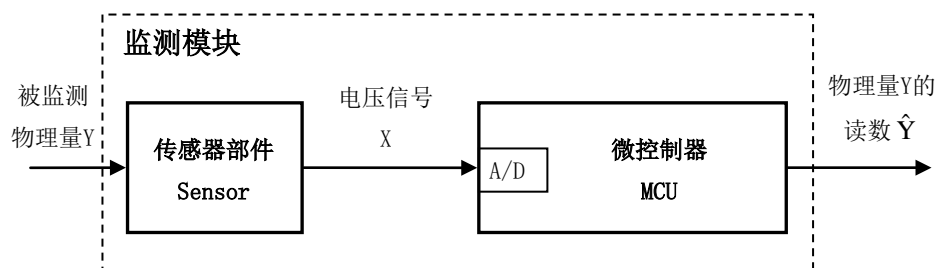 监测模块
被监测
物理量Y
传感器部件
Sensor
电压信号
X
A/D
微控制器
MCU
物理量Y的
读数 Ŷ